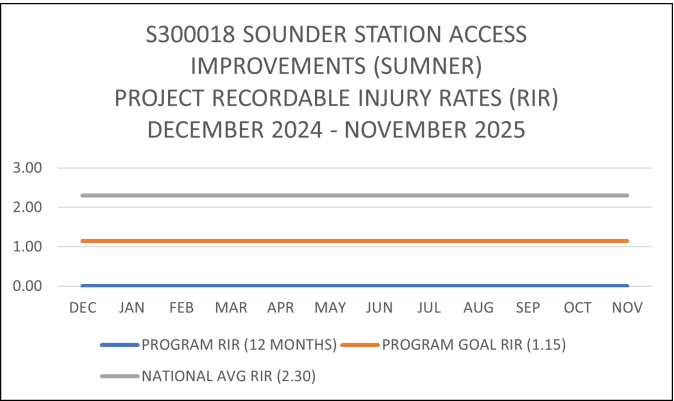 S300018 SOUNDER STATION ACCESS
IMPROVEMENTS (SUMNER)
PROJECT RECORDABLE INJURY RATES (RIR)
DECEMBER 2024 - NOVEMBER 2025
3.00
2.00
1.00
0.00
DEC JAN FEB MAR APR MAY JUN JUL AUG SEP OCT NOV
PROGRAM RIR (12 MONTHS) PROGRAM GOAL RIR (1.15)
NATIONAL AVG RIR (2.30)